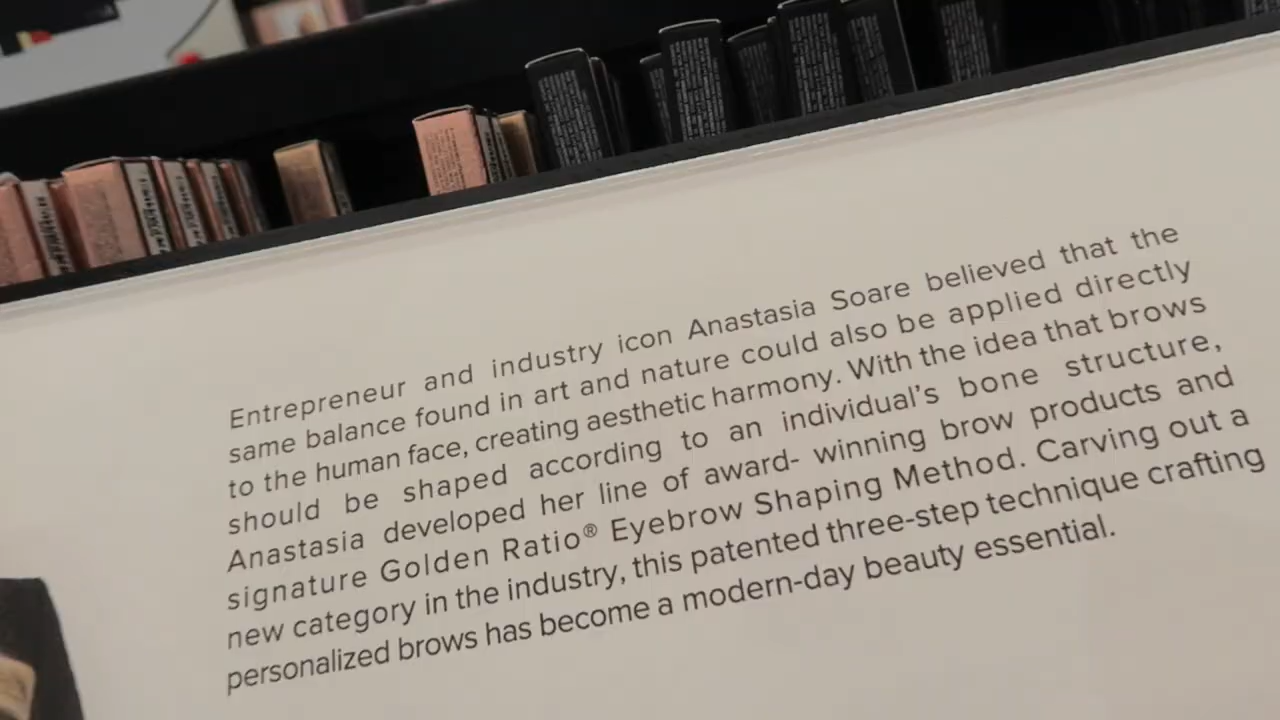 Entrepreneur and industry icon Anastasia Soare believed that the
same balance found in art and nature could also be applied directly
to the human face, creating aesthetic harmony. With the idea that brows
should be shaped according to an individual's bone structure,
Anastasia developed her line of award- winning brow products and
signature Golden Ratio® Eyebrow Shaping Method. Carving out a
new category in the industry, this patented three-step technique crafting
personalized brows has become a modern-day beauty essential.